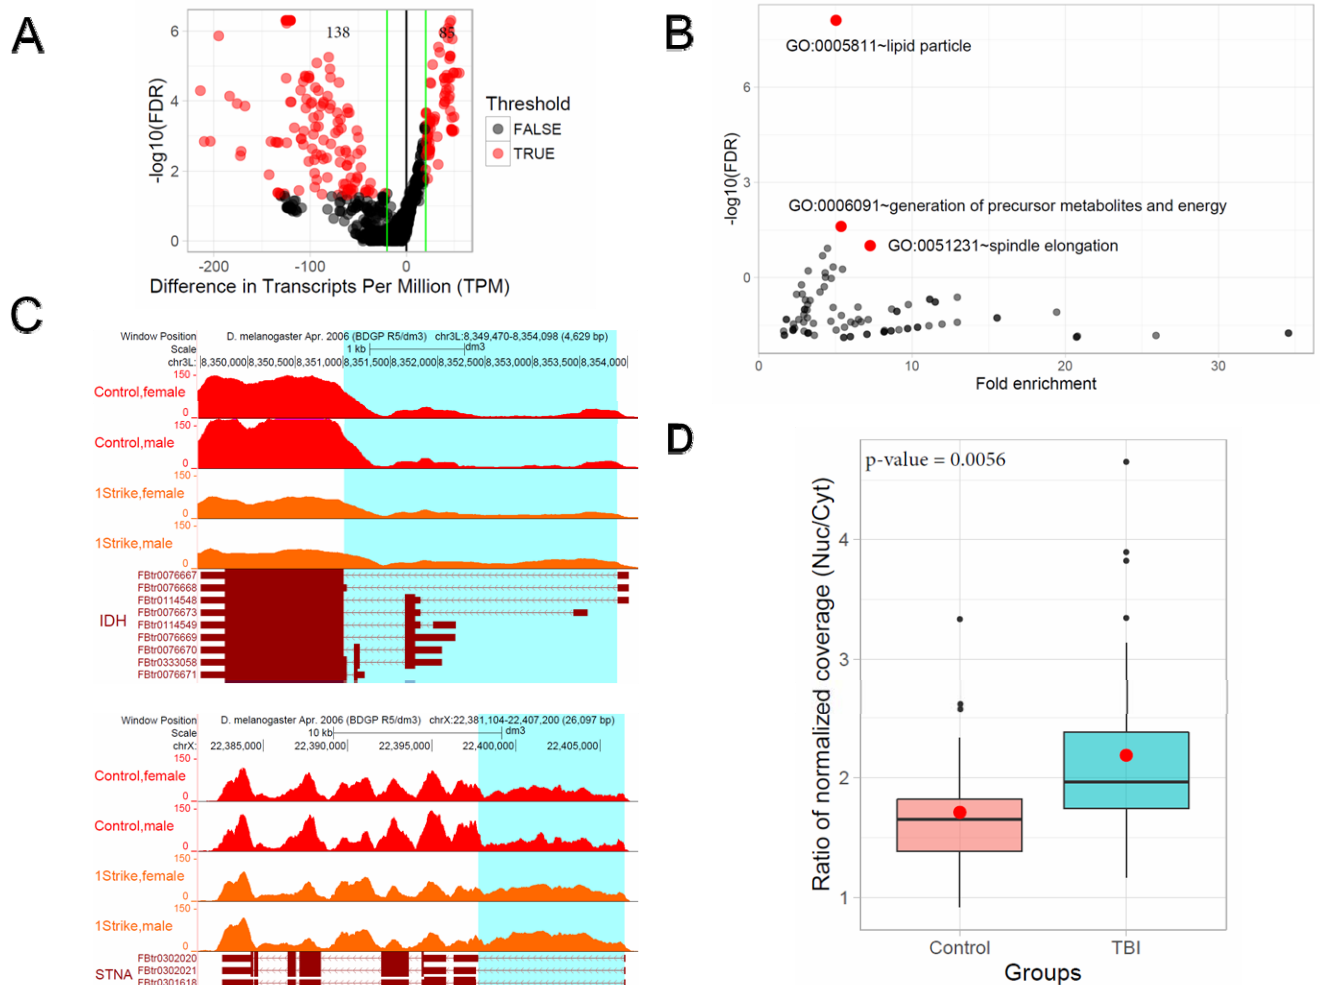 A
6
4
2
0
-log10(FDR)
138
85
-200
-100
0
Difference in Transcripts Per Million (TPM)
Threshold
FALSE
TRUE
B
6
3
0
-log10(FDR)
GO:0005811~lipid particle
GO:0006091~generation of precursor metabolites and energy
GO:0051231~spindle elongation
0
10
20
30
Fold enrichment
C
Window Position D. melanogaster Apr. 2006 (BDGP R5/dm3) chr3L:8,349,470-8,354,098 (4,629 bp)
Scale 1 kb dm3
chr3L: 8,350,000 8,350,500 8,351,000 8,351,500 8,352,000 8,352,500 8,353,000 8,353,500 8,354,000
150
Control,female
0
150
Control,male
0
150
1Strike,female
0
150
1Strike,male
0
IDH
FBtr0076667
FBtr0076668
FBtr0114548
FBtr0076673
FBtr0114549
FBtr0076669
FBtr0076670
FBtr0333058
FBtr0076671
Window Position D. melanogaster Apr. 2006 (BDGP R5/dm3) chrX:22,381,104-22,407,200 (26,097 bp)
Scale 10 kb dm3
chrX: 22,385,000 22,390,000 22,395,000 22,400,000 22,405,000
150
Control,female
0
150
Control,male
0
150
1Strike,female
0
150
1Strike,male
0
STNA
FBtr0302020
FBtr0302021
FBtr0301618
D
p-value = 0.0056
Ratio of normalized coverage (Nuc/Cyt)
4
3
2
1
Control
TBI
Groups